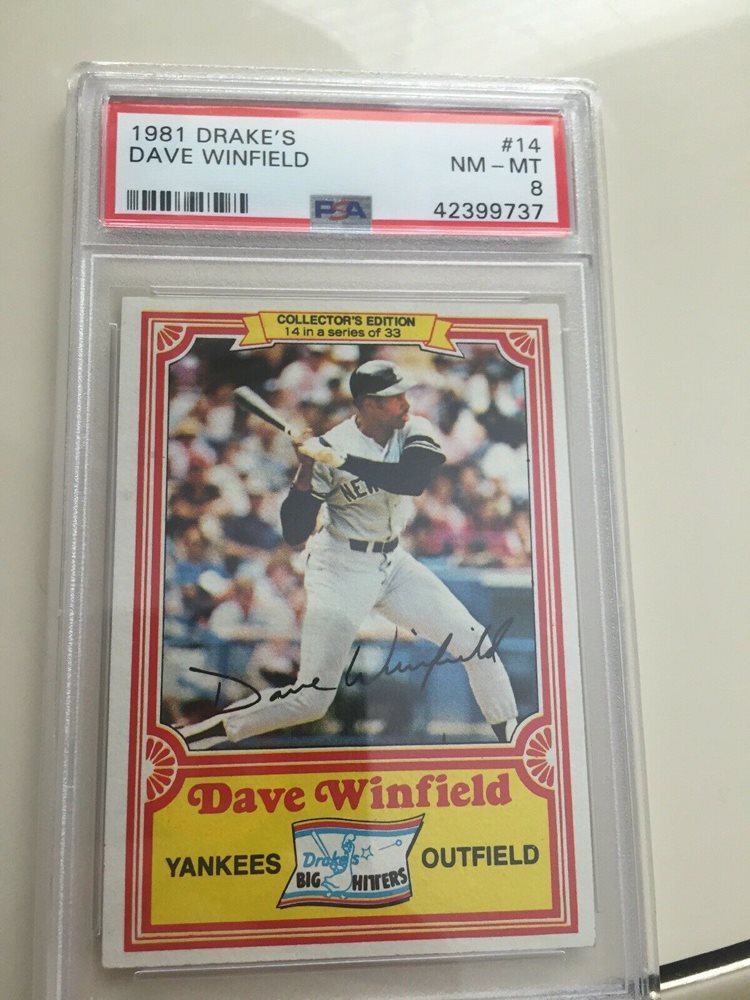 1981 DRAKE'S #14
DAVE WINFIELD NM – MT
8
PSA 42399737
COLLECTOR'S EDITION
14 in a series of 33
NEW
Dave Winfield
Dave Winfield
YANKEES Drake's OUTFIELD
BIG HITTERS